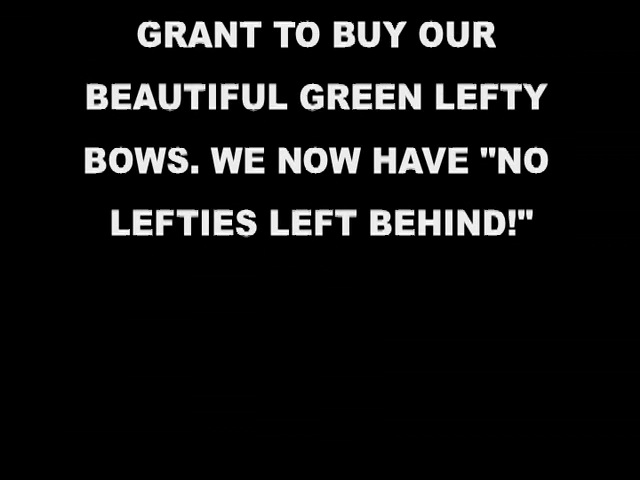 GRANT TO BUY OUR
BEAUTIFUL GREEN LEFTY
BOWS. WE NOW HAVE "NO
LEFTIES LEFT BEHIND!"